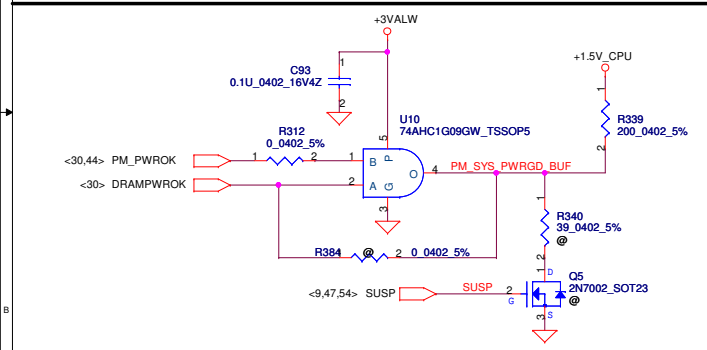 +3VALW
+1.5V_CPU
1
C93
0.1U_0402_16V4Z
2
U10
74AHC1G09GW_TSSOP5
1
R339
200_0402_5%
2
R312
0_0402_5%
5
<30,44> PM_PWROK 1 2 1 B P
O 4 PM_SYS_PWRGD_BUF
<30> DRAMPWROK 2 A G
3
1
R340
39_0402_5%
@
2
R384 @ 2 0_0402_5%
1 D
Q5
2N7002_SOT23
@
<9,47,54> SUSP SUSP 2
G
3 S
B